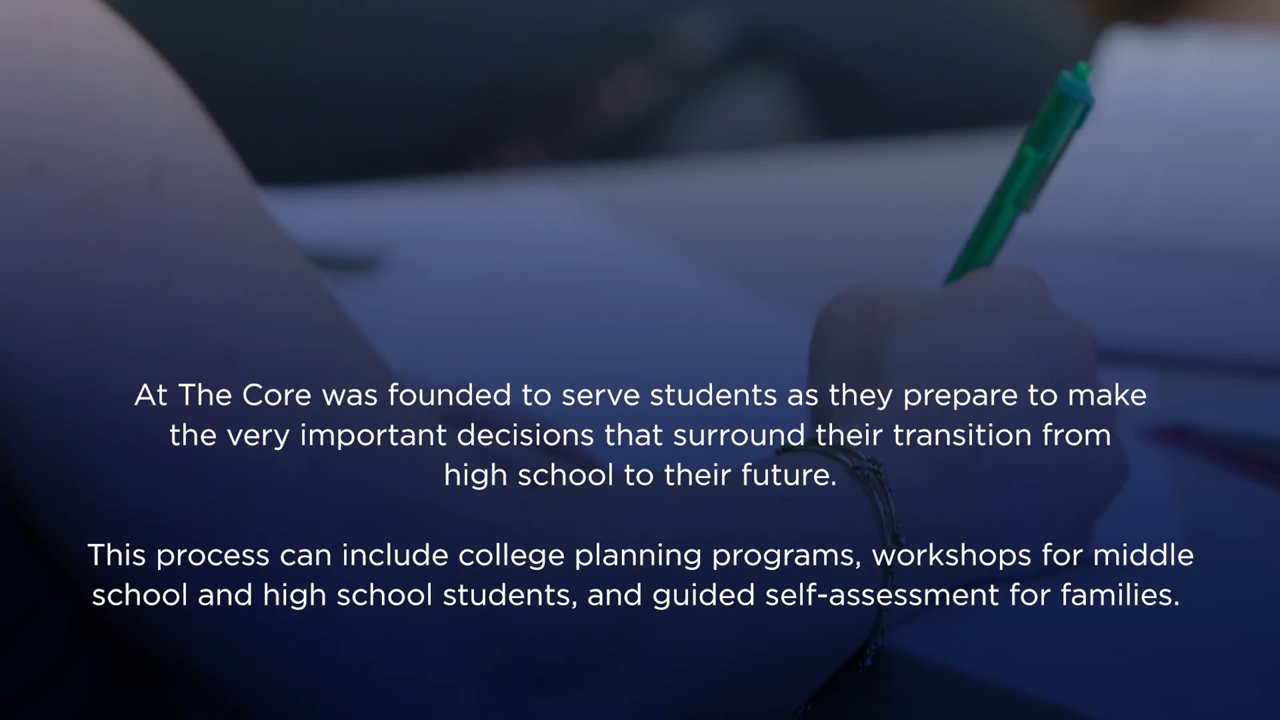 At The Core was founded to serve students as they prepare to make
the very important decisions that surround their transition from
high school to their future.
This process can include college planning programs, workshops for middle
school and high school students, and guided self-assessment for families.